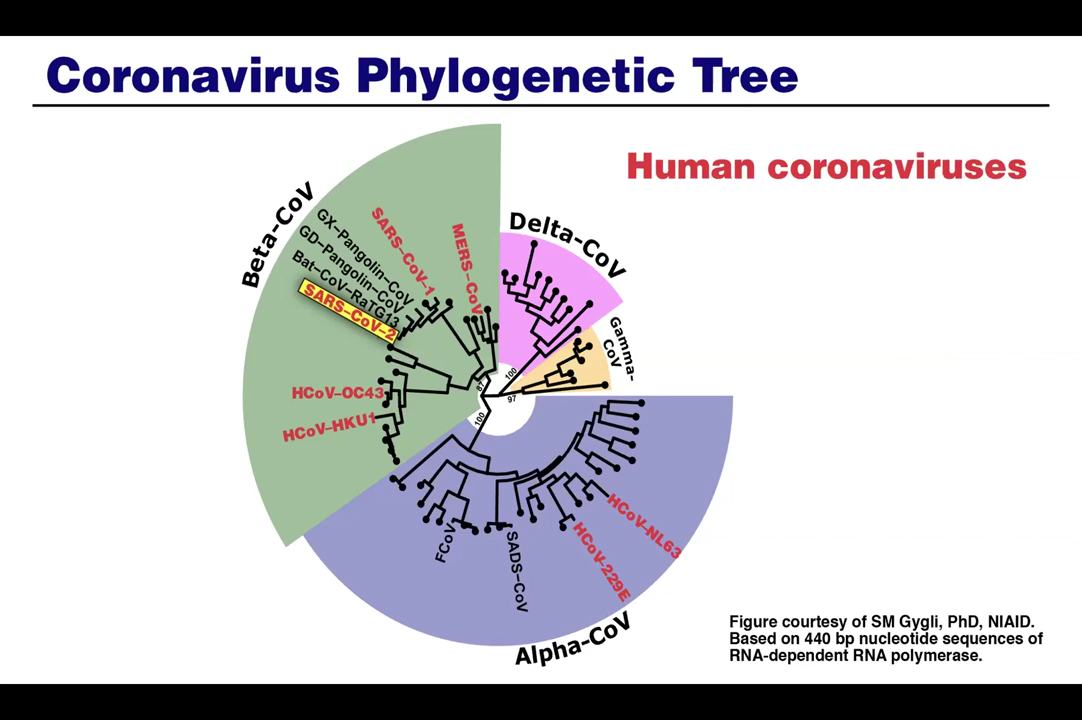 Coronavirus Phylogenetic Tree
Human coronaviruses
Beta-CoV
GX-Pangolin-CoV
GD-Pangolin-CoV
Bat-CoV-RaTG13
SARS-CoV-2
SARS-CoV-1
MERS-CoV
Delta-CoV
Gamma-
CoV
HCoV-OC43
HCoV-HKU1
87
100
97
100
FCoV
SADS-CoV
HCoV-229E
HCoV-NL63
Alpha-CoV
Figure courtesy of SM Gygli, PhD, NIAID.
Based on 440 bp nucleotide sequences of
RNA-dependent RNA polymerase.